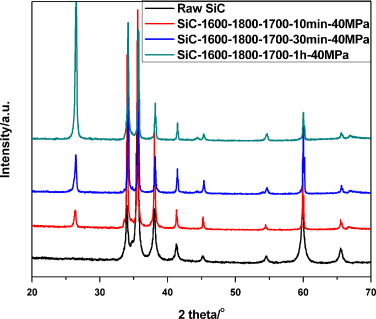 Raw SiC
SiC-1600-1800-1700-10min-40MPa
SiC-1600-1800-1700-30min-40MPa
SiC-1600-1800-1700-1h-40MPa
Intensity/a.u.
20 30 40 50 60 70
2 theta/°